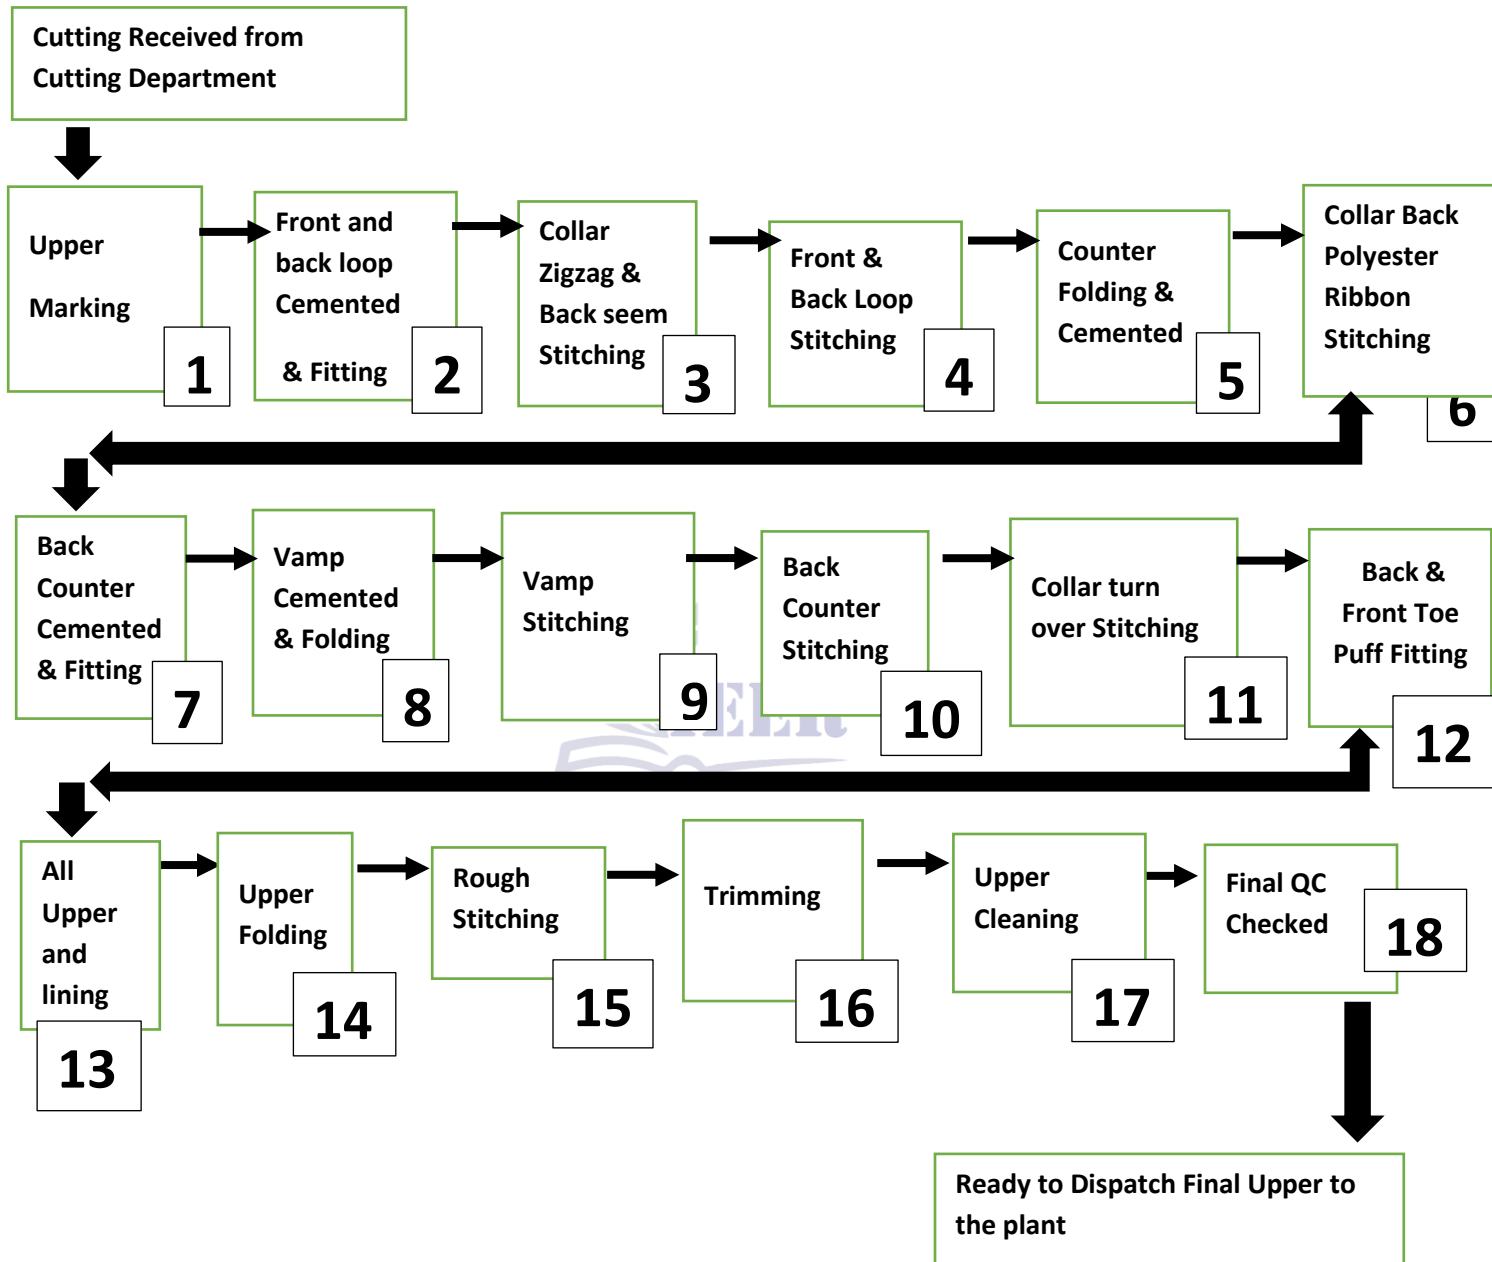 Cutting Received from
Cutting Department
Upper
Marking
1
Front and
back loop
Cemented
& Fitting
2
Collar
Zigzag &
Back seem
Stitching
3
Front &
Back Loop
Stitching
4
Counter
Folding &
Cemented
5
Collar Back
Polyester
Ribbon
Stitching
6
Back
Counter
Cemented
& Fitting
7
Vamp
Cemented
& Folding
8
Vamp
Stitching
9
Back
Counter
Stitching
10
Collar turn
over Stitching
11
Back &
Front Toe
Puff Fitting
12
All
Upper
and
lining
13
Upper
Folding
14
Rough
Stitching
15
Trimming
16
Upper
Cleaning
17
Final QC
Checked
18
Ready to Dispatch Final Upper to
the plant